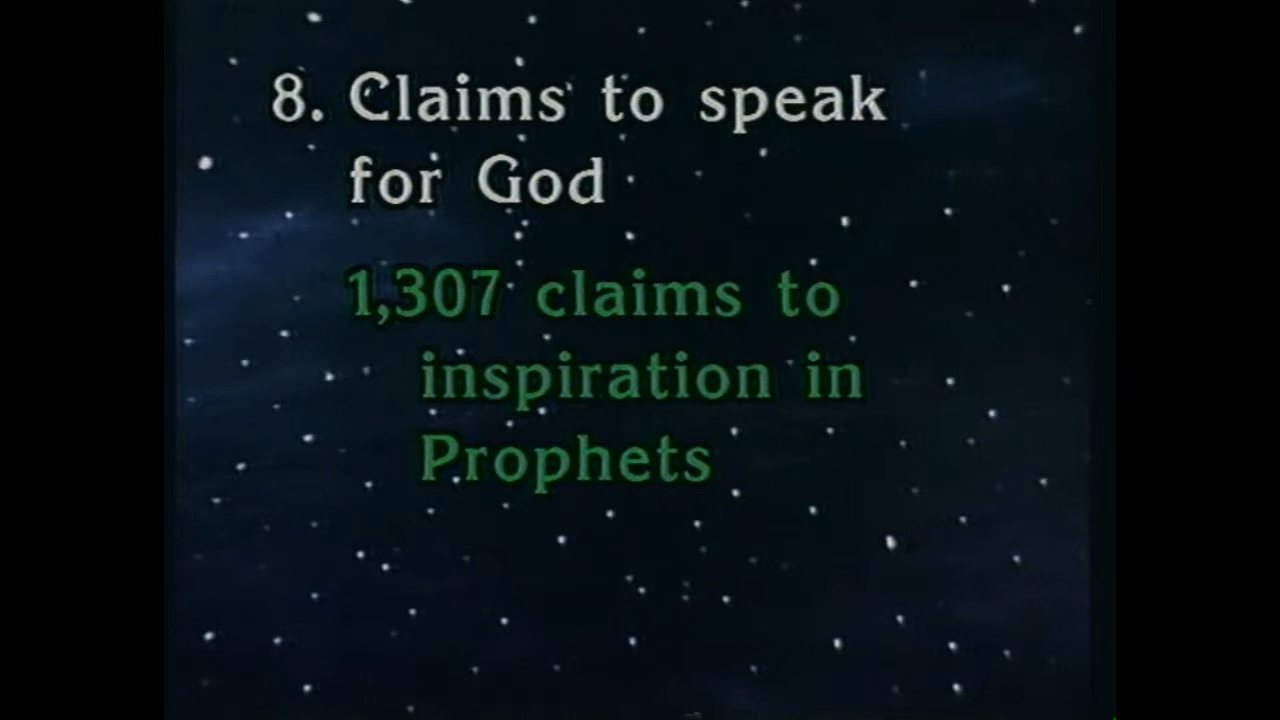 8. Claims to speak
for God
1,307 claims to
inspiration in
Prophets